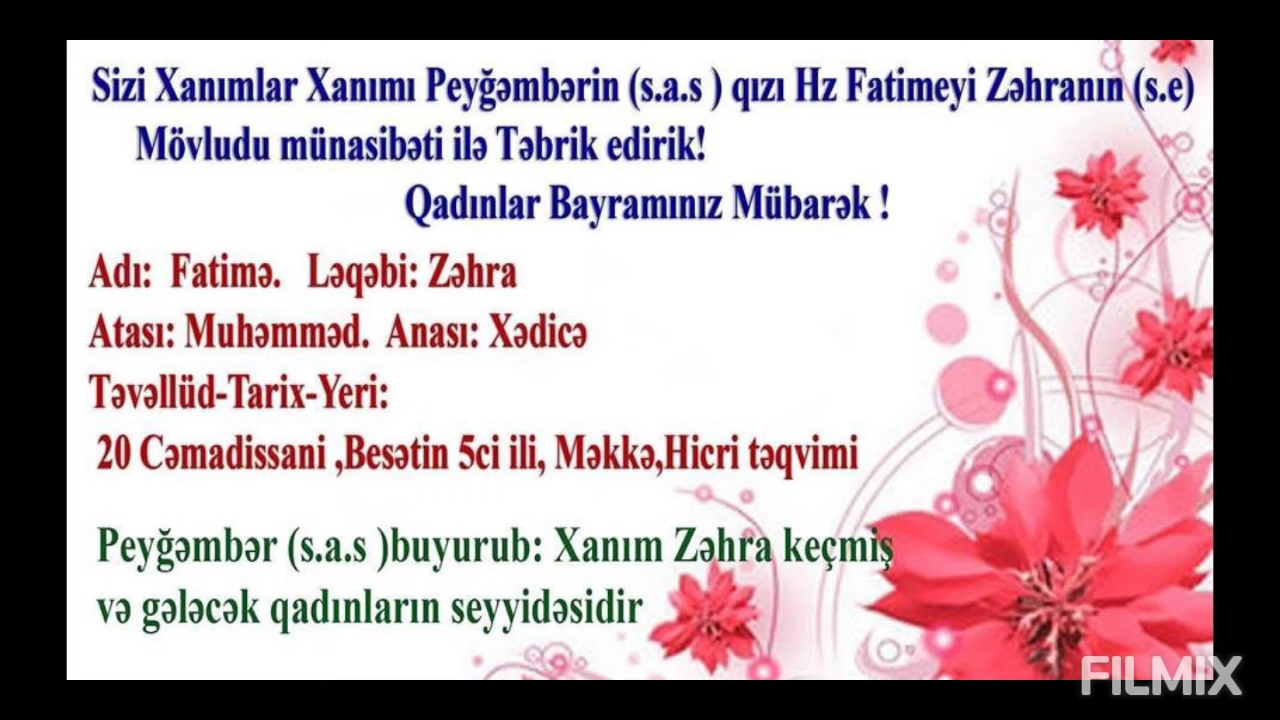 Sizi Xanımlar Xanımı Peyğəmbərin (s.a.s ) qızı Hz Fatimeyi Zəhranın (s.e)
Mövludu münasibəti ilə Təbrik edirik!
Qadınlar Bayramınız Mübarək !
Adı: Fatimə. Ləqəbi: Zəhra
Atası: Muhəmməd. Anası: Xədicə
Təvəllüd-Tarix-Yeri:
20 Cəmadissani ,Besətin 5ci ili, Məkkə,Hicri təqvimi
Peyğəmbər (s.a.s )buyurub: Xanım Zəhra keçmiş
və gələcək qadınların seyyidəsidir
FILMIX